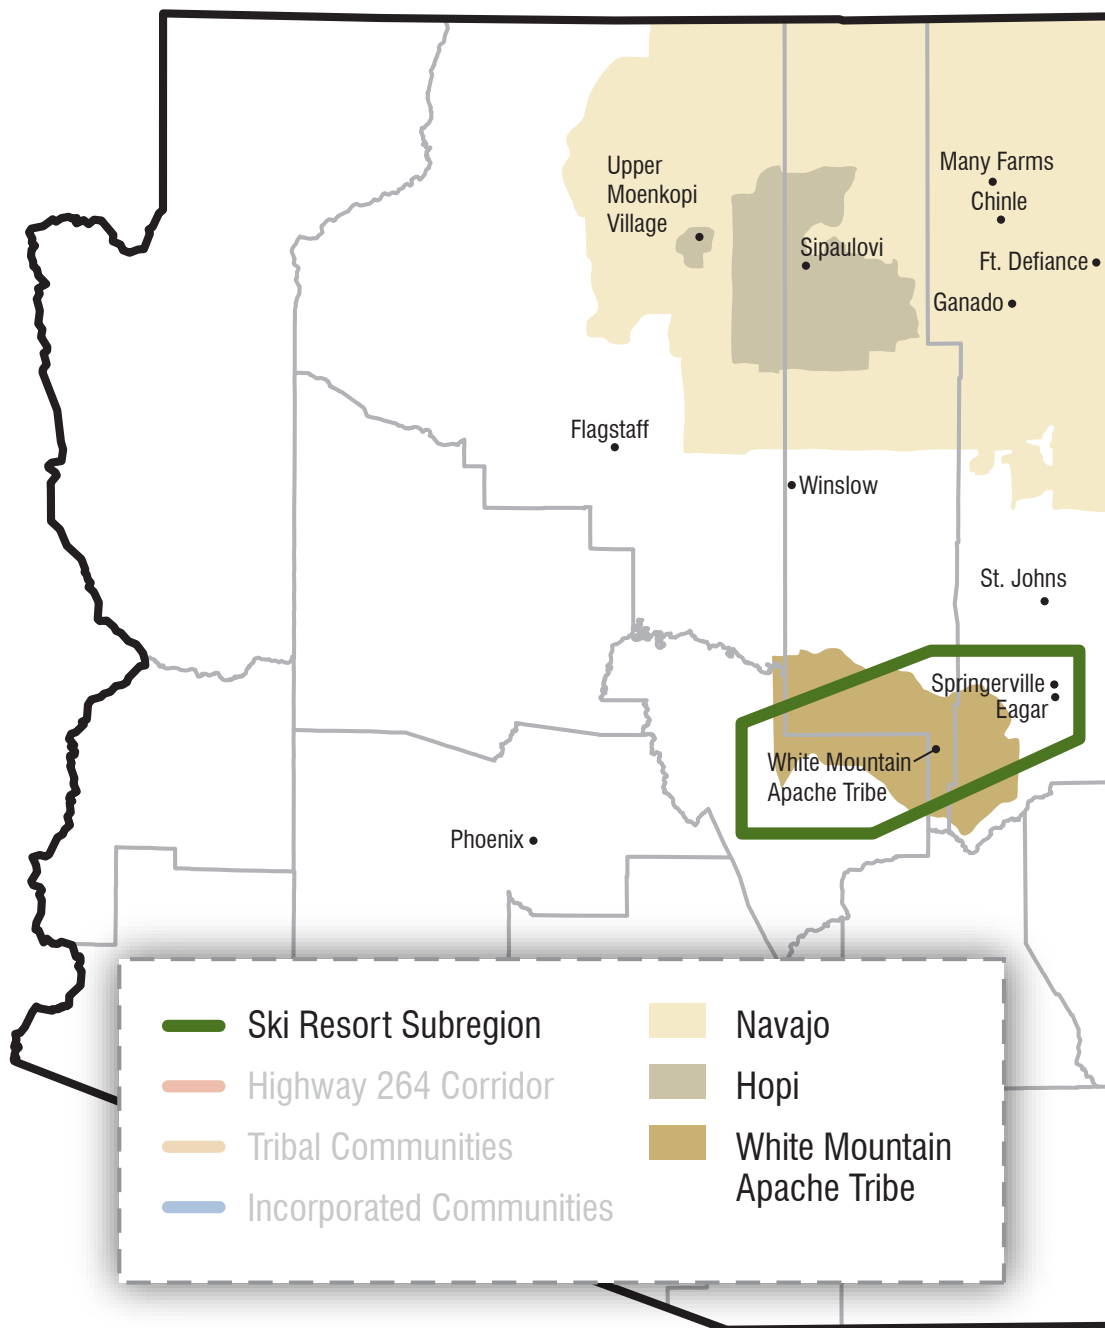 Upper
Moenkopi
Village
Many Farms
Chinle
Sipaulovi
Ft. Defiance
Ganado
Flagstaff
Winslow
St. Johns
Springerville
Eagar
White Mountain
Apache Tribe
Phoenix
Ski Resort Subregion
Highway 264 Corridor
Tribal Communities
Incorporated Communities
Navajo
Hopi
White Mountain
Apache Tribe